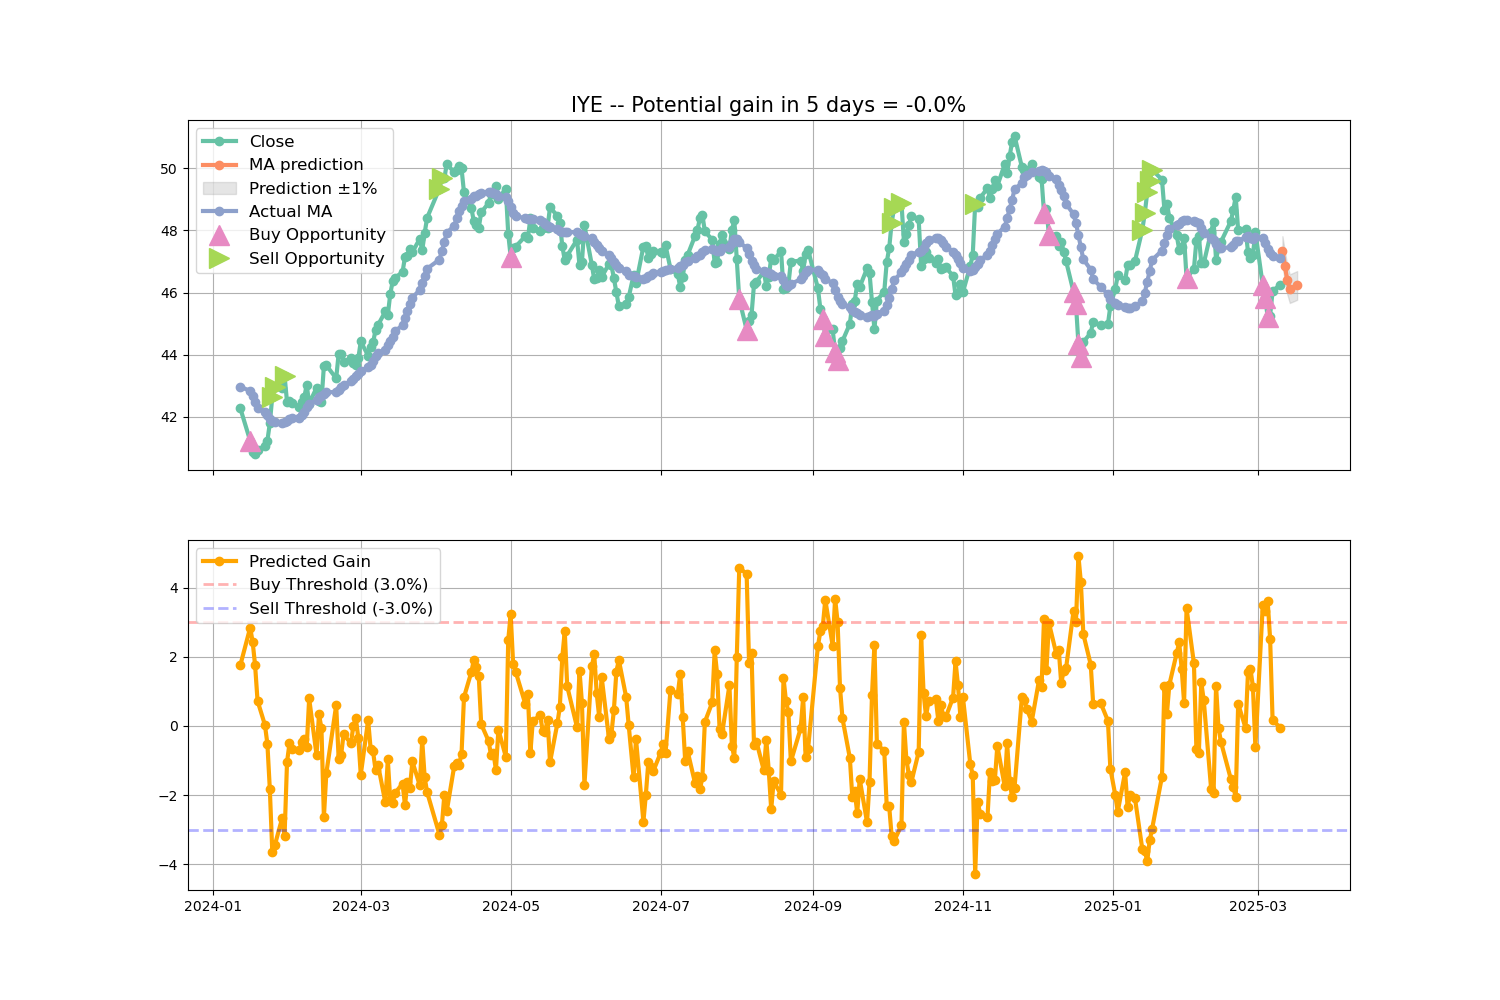 IYE -- Potential gain in 5 days = -0.0%
Close
MA prediction
Prediction ±1%
Actual MA
Buy Opportunity
Sell Opportunity
50
48
46
44
42
Predicted Gain
Buy Threshold (3.0%)
Sell Threshold (-3.0%)
4
2
0
−2
−4
2024-01 2024-03 2024-05 2024-07 2024-09 2024-11 2025-01 2025-03